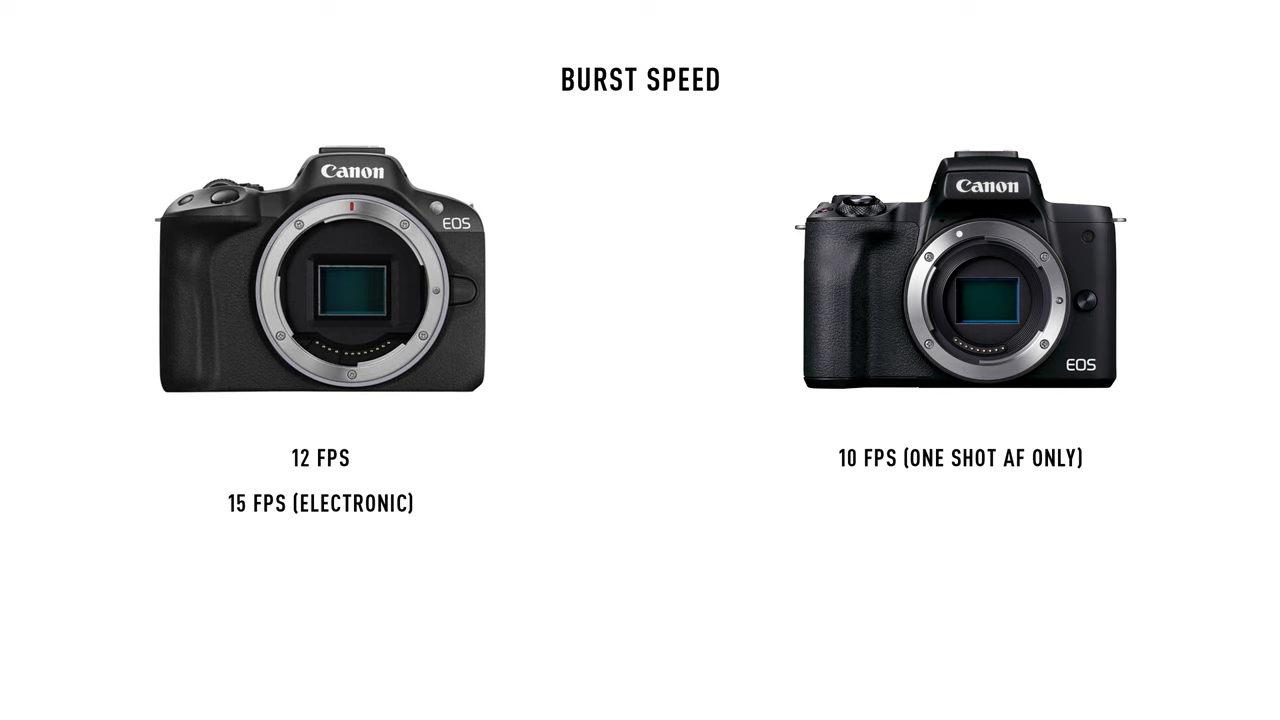 BURST SPEED
Canon
EOS
Canon
EOS
12 FPS
15 FPS (ELECTRONIC)
10 FPS (ONE SHOT AF ONLY)